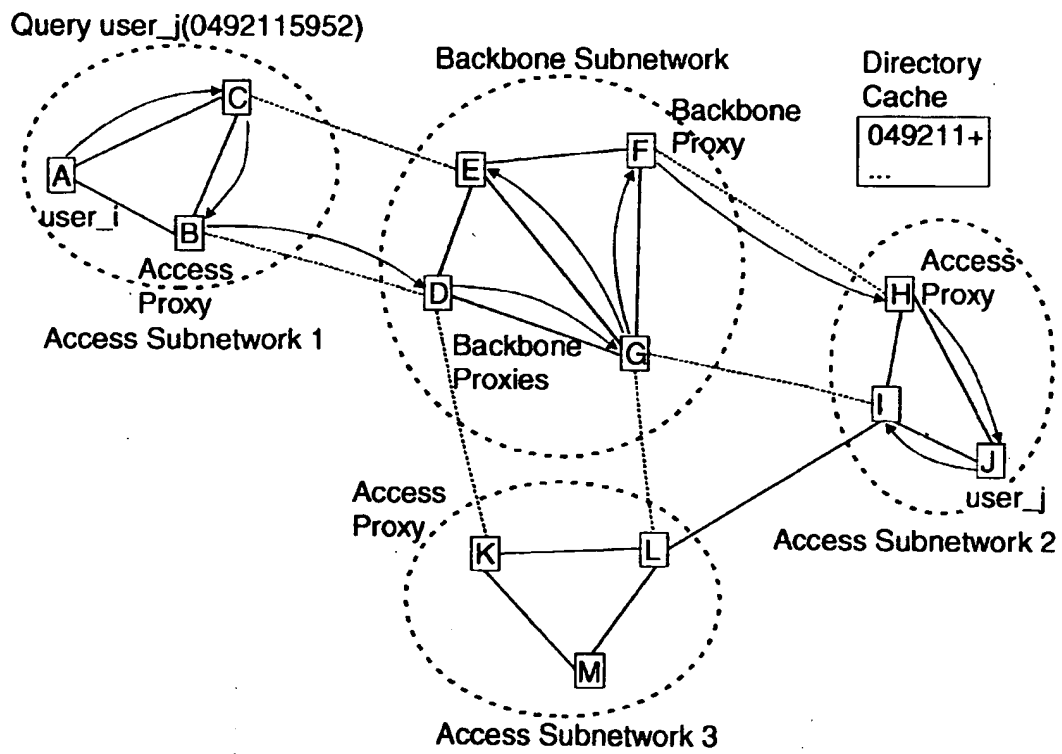 Query user_j(0492115952)
Backbone Subnetwork
Directory
Cache
049211+
...
Backbone
Proxy
C
F
E
A
user_i
B
Access
Proxy
Access Subnetwork 1
D
Backbone
Proxies
G
Access
Proxy
H
I
J
user_j
Access Subnetwork 2
Access
Proxy
K
L
M
Access Subnetwork 3